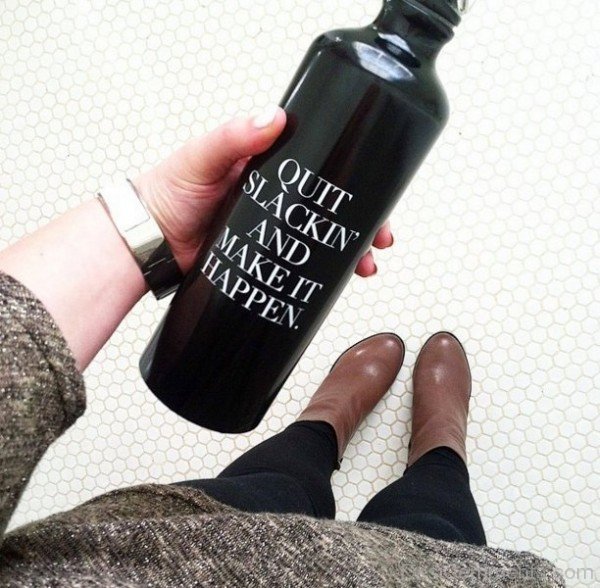 QUIT
SLACKIN'
AND
MAKE IT
HAPPEN.